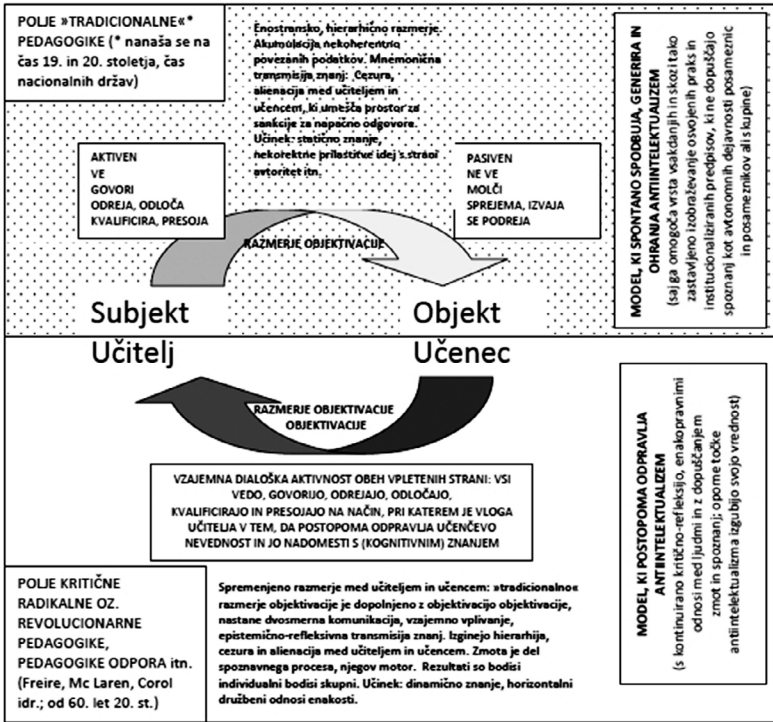 POLJE »TRADICIONALNE«*
PEDAGOGIKE (* nanaša se na
čas 19. in 20. stoletja, čas
nacionalnih držav)
Enostransko, hierarhično razmerje.
Akumulacija nekoherentno
povezanih podatkov. Mnemonična
transmisija znanj: Cezura,
alienacija med učiteljem in
učencem, ki umešča prostor za
sankcije za napačno odgovore.
Učinek: statično znanje,
nekorektne prilastitve idej s strani
avtoritet itn.
AKTIVEN
VE
GOVORI
ODREJA, ODLOČA
KVALIFICIRA, PRESOJA
PASIVEN
NE VE
MOLČI
SPREJEMA, IZVAJA
SE PODREJA
RAZMERJE OBJEKTIVACIJE
Subjekt
Objekt
MODEL, KI SPONTANO SPODBUJA, GENERIRA IN
OHRANJA ANTIINTELEKTUALIZEM
(saj ga omogoča vrsta vsakdanjih in skozi tako
zastavljeno izobraževanje osvojenih praks in
institucionaliziranih predpisov, ki ne dopuščajo
spoznanj kot avtonomnih dejavnosti posameznic
in posameznikov ali skupine)
Učitelj
Učenec
RAZMERJE OBJEKTIVACIJE
OBJEKTIVACIJE
VZAJEMNA DIALOŠKA AKTIVNOST OBEH VPLETENIH STRANI: VSI
VEDO, GOVORIJO, ODREJAJO, ODLOČAJO,
KVALIFICIRAJO IN PRESOJAJO NA NAČIN, PRI KATEREM JE VLOGA
UČITELJA V TEM, DA POSTOPOMA ODPRAVLJA UČENČEVO
NEVEDNOST IN JO NADOMESTI S (KOGNITIVNIM) ZNANJEM
POLJE KRITIČNE
RADIKALNE OZ.
REVOLUCIONARNE
PEDAGOGIKE,
PEDAGOGIKE ODPORA itn.
(Freire, Mc Laren, Corol
idr.; od 60. let 20. st.)
Spremenjeno razmerje med učiteljem in učencem: »tradicionalno«
razmerje objektivacije je dopolnjeno z objektivacijo objektivacije,
nastane dvosmerna komunikacija, vzajemno vplivanje,
epistemično-refleksivna transmisija znanj. Izginejo hierarhija,
cezura in alienacija med učiteljem in učencem. Zmota je del
spoznavnega procesa, njegov motor. Rezultati so bodisi
individualni bodisi skupni. Učinek: dinamično znanje, horizontalni
družbeni odnosi enakosti.
MODEL, KI POSTOPOMA ODPRAVLJA
ANTIINTELEKTUALIZEM
(s kontinuirano kritično-refleksijo, enakopravnimi
odnosi med ljudmi in z dopuščanjem
zmot in spoznanj; oporne točke
antiintelektualizma izgubijo svojo vrednost)